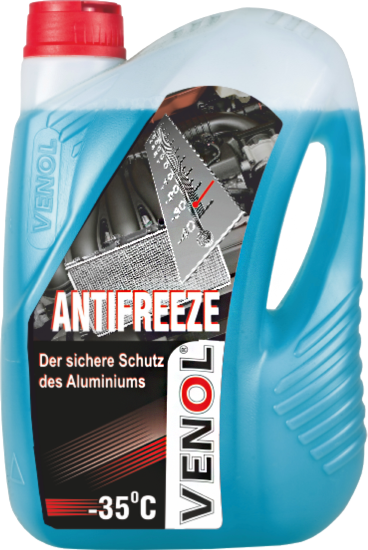 VENOL
ANTIFREEZE
Der sichere Schutz
des Aluminiums
VENOL®
-35°C